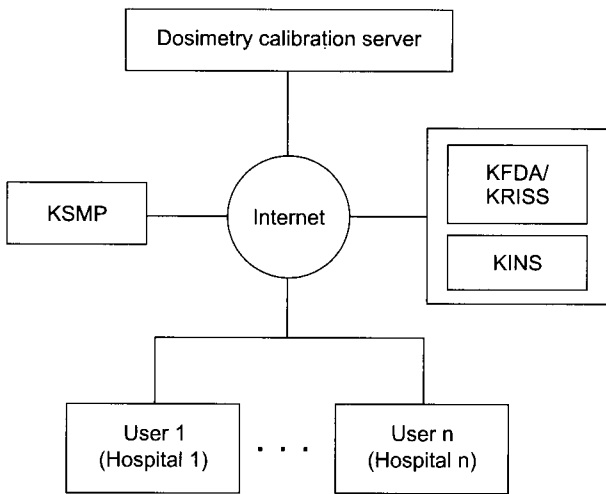 Dosimetry calibration server
KSMP
Internet
KFDA/
KRISS
KINS
User 1
(Hospital 1)
. . .
User n
(Hospital n)